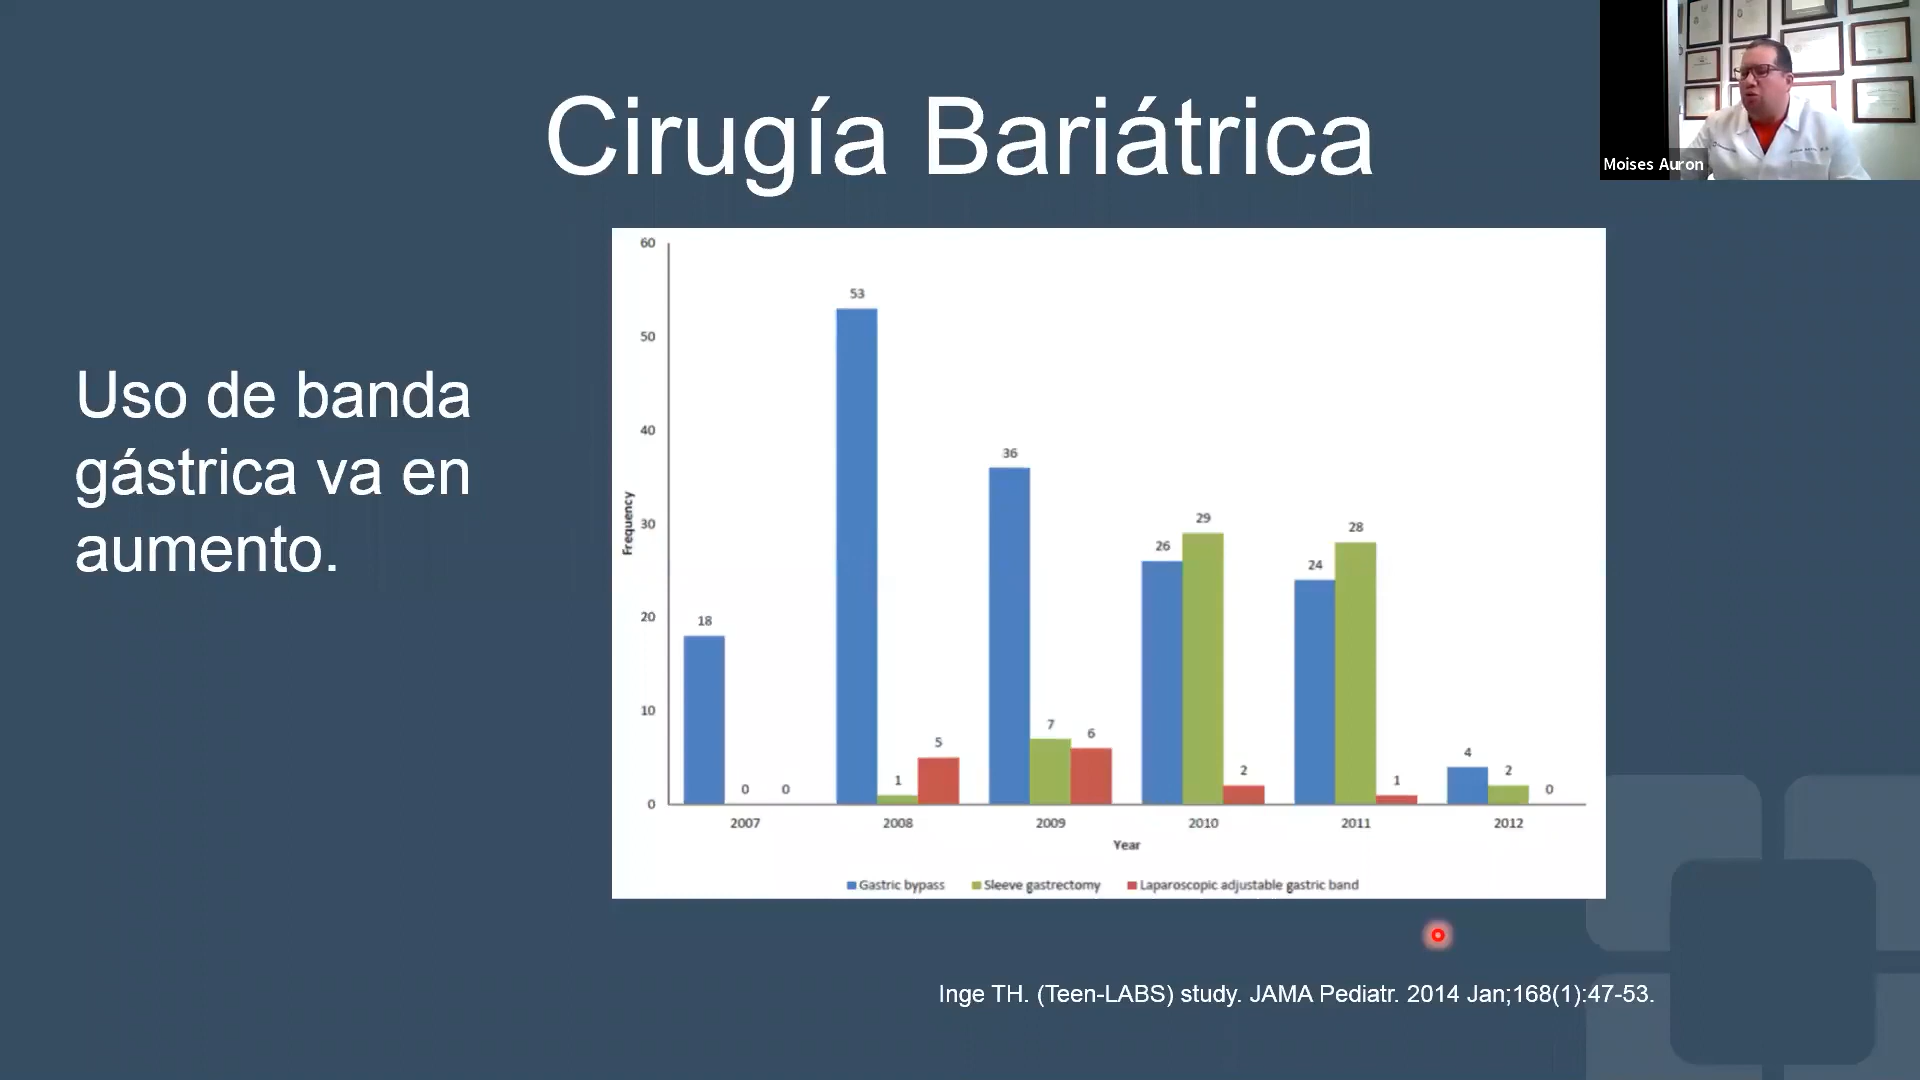 Cirugía Bariátrica
Moises Auron
Uso de banda
gástrica va en
aumento.
60
50
40
30
20
10
0
Frequency
18
0
0
53
1
5
36
7
6
26
29
2
24
28
1
4
2
0
2007
2008
2009
2010
2011
2012
Year
Gastric bypass
Sleeve gastrectomy
Laparoscopic adjustable gastric band
Inge TH. (Teen-LABS) study. JAMA Pediatr. 2014 Jan;168(1):47-53.